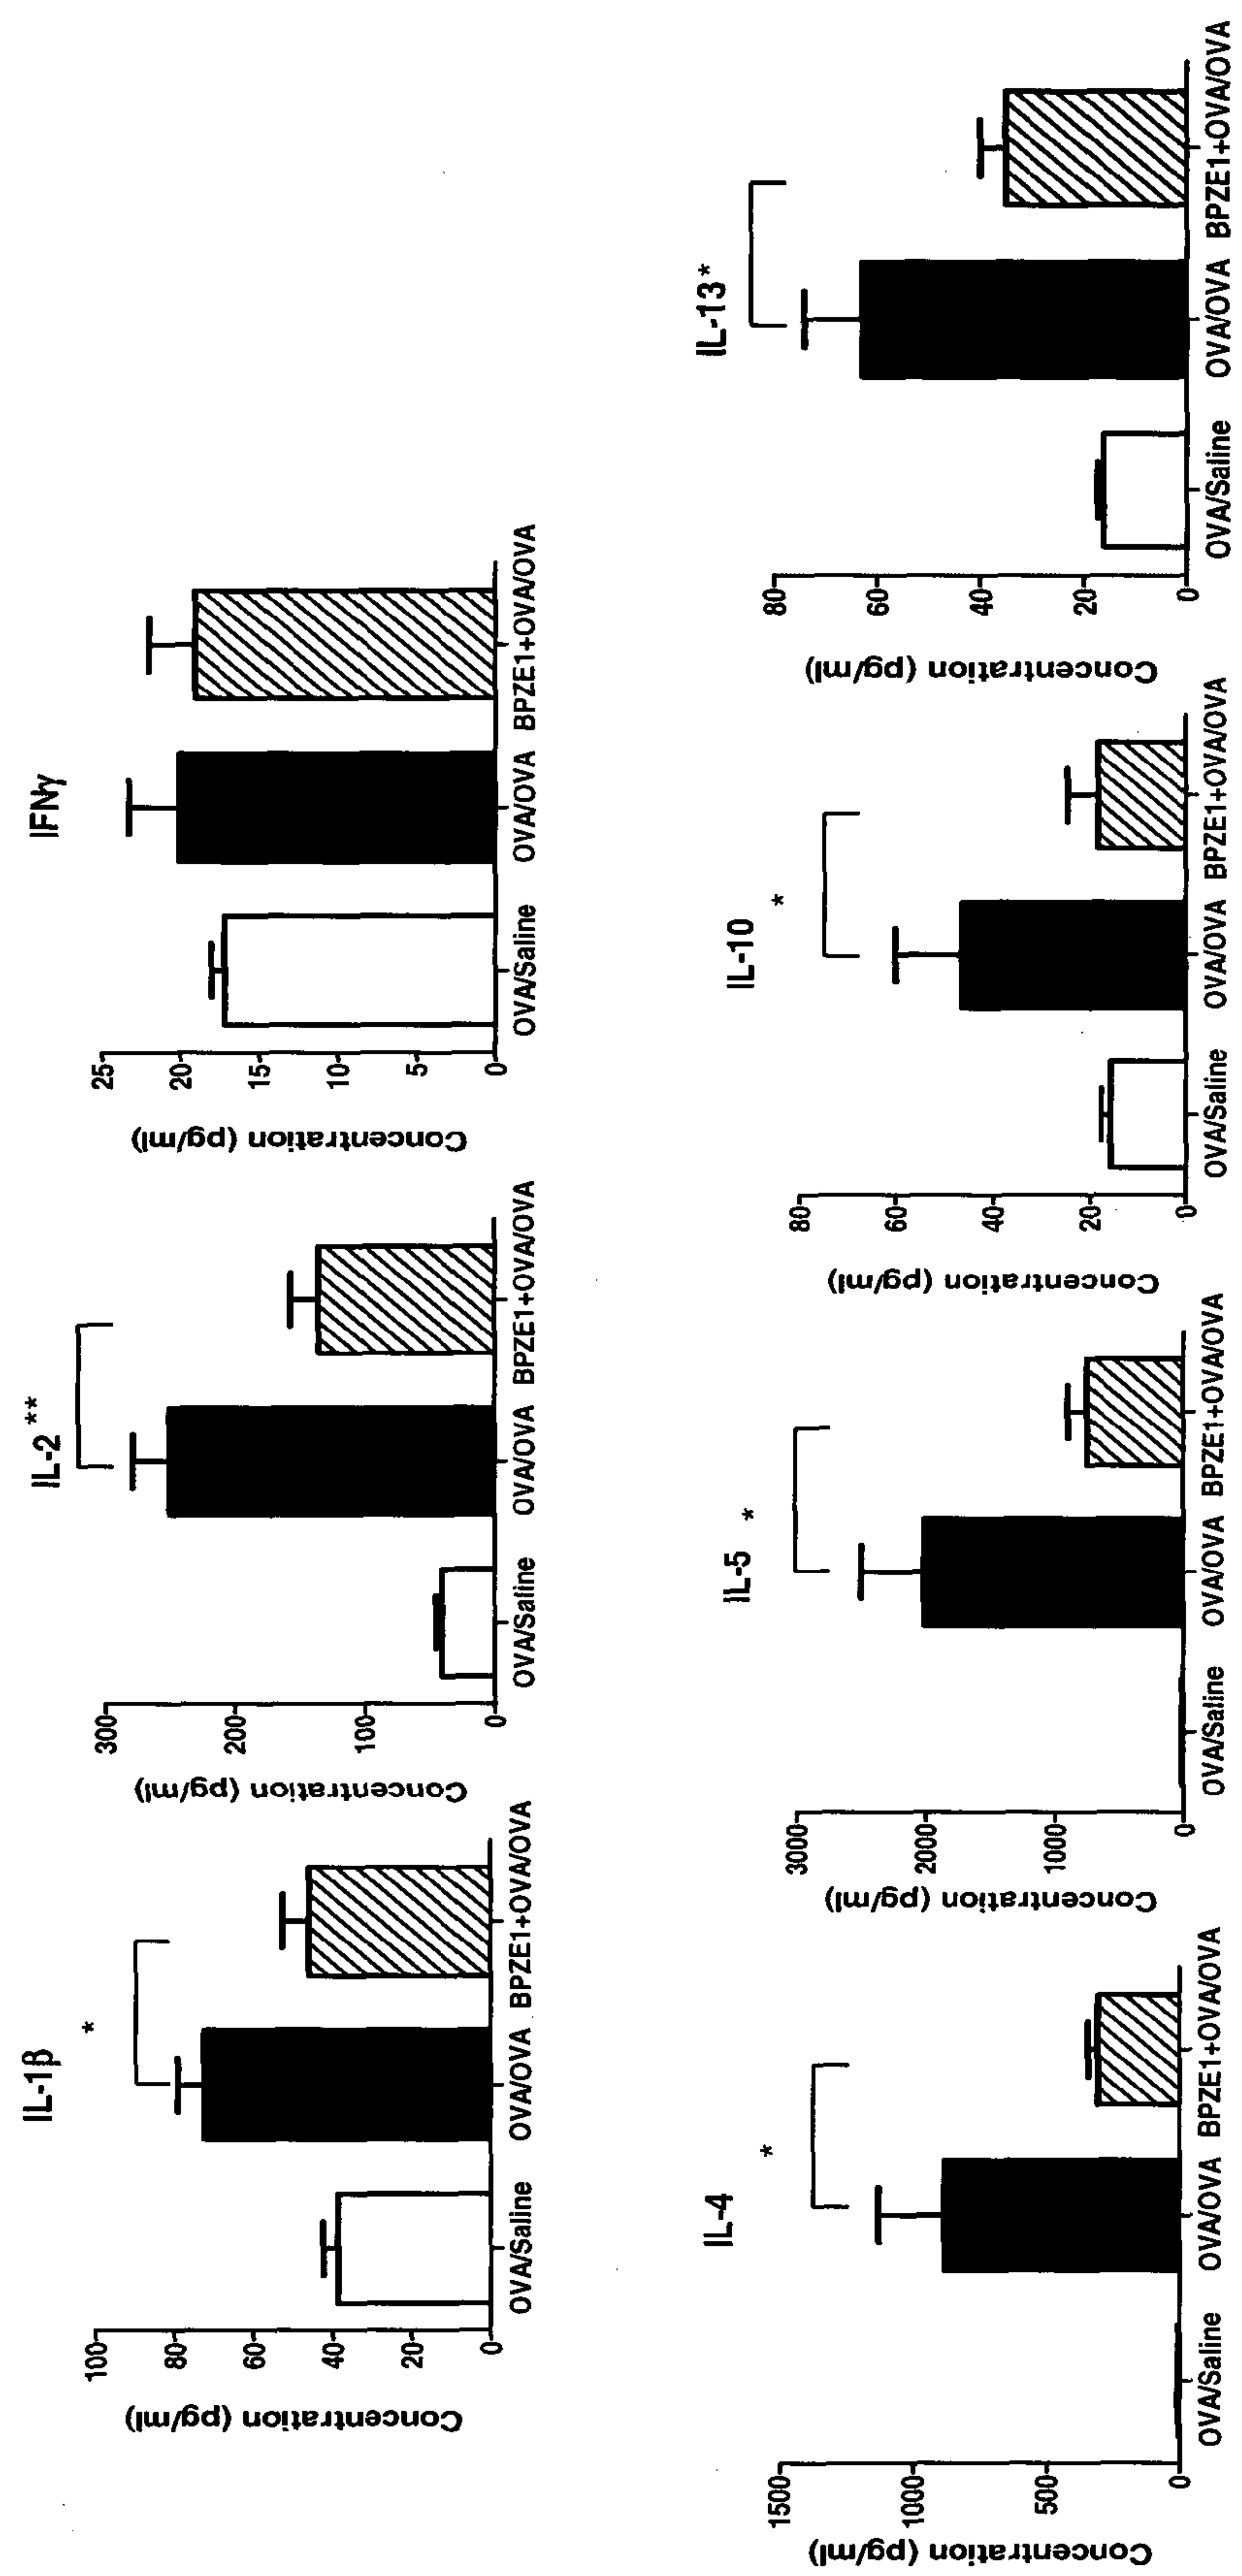 IL-1β
*
Concentration (pg/ml)
100
80
60
40
20
0
OVA/Saline
OVA/OVA
BPZE1+OVA/OVA
IL-2 **
Concentration (pg/ml)
300
200
100
0
OVA/Saline
OVA/OVA
BPZE1+OVA/OVA
IFNγ
Concentration (pg/ml)
25
20
15
10
5
0
OVA/Saline
OVA/OVA
BPZE1+OVA/OVA
IL-4
*
Concentration (pg/ml)
1500
1000
500
0
OVA/Saline
OVA/OVA
BPZE1+OVA/OVA
IL-5 *
Concentration (pg/ml)
3000
2000
1000
0
OVA/Saline
OVA/OVA
BPZE1+OVA/OVA
IL-10
*
Concentration (pg/ml)
80
60
40
20
0
OVA/Saline
OVA/OVA
BPZE1+OVA/OVA
IL-13*
Concentration (pg/ml)
80
60
40
20
0
OVA/Saline
OVA/OVA
BPZE1+OVA/OVA